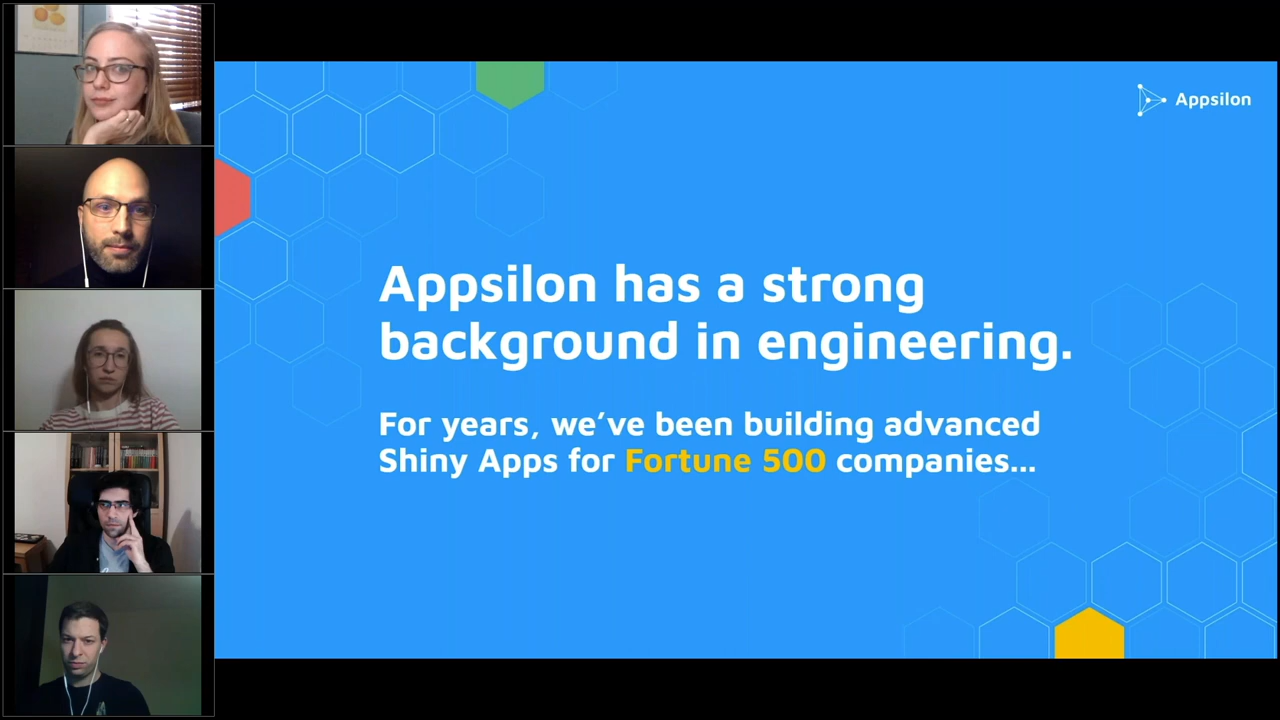 Appsilon
Appsilon has a strong
background in engineering.
For years, we've been building advanced
Shiny Apps for Fortune 500 companies...